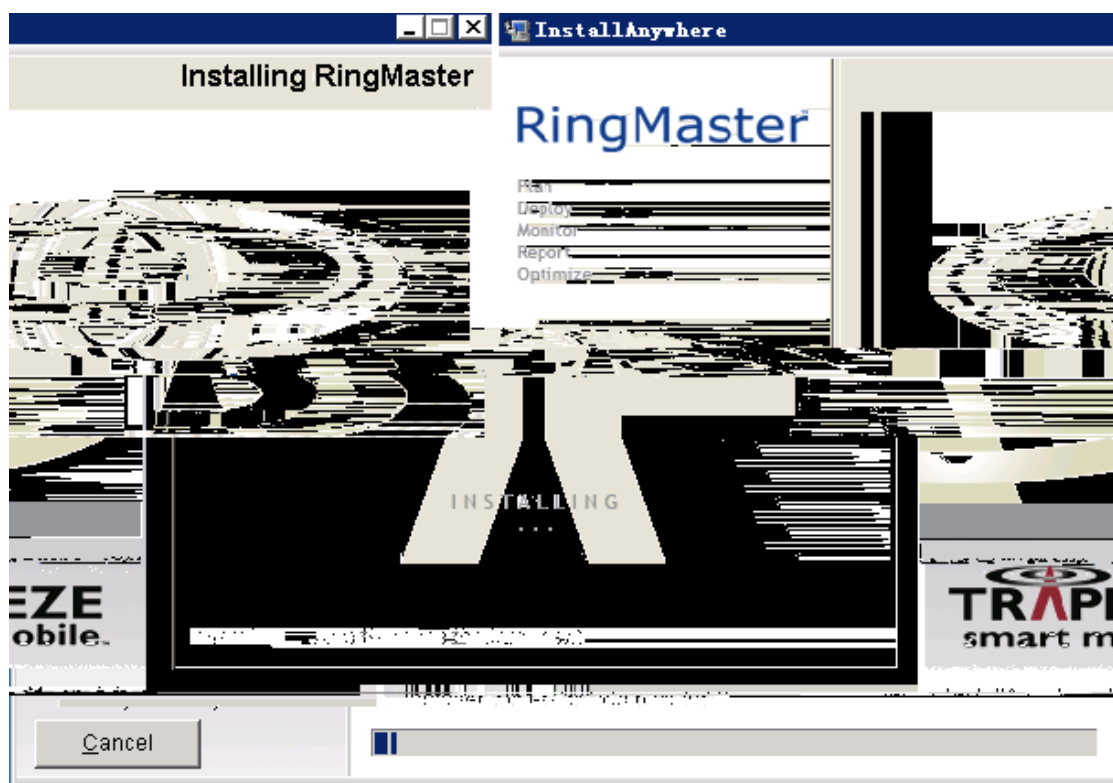 Installing RingMaster
InstallAnywhere
RingMaster
Plan
Deploy
Monitor
Report
Optimize
INSTALLING
...
EZE
obile.
TRAP
smart m
Cancel